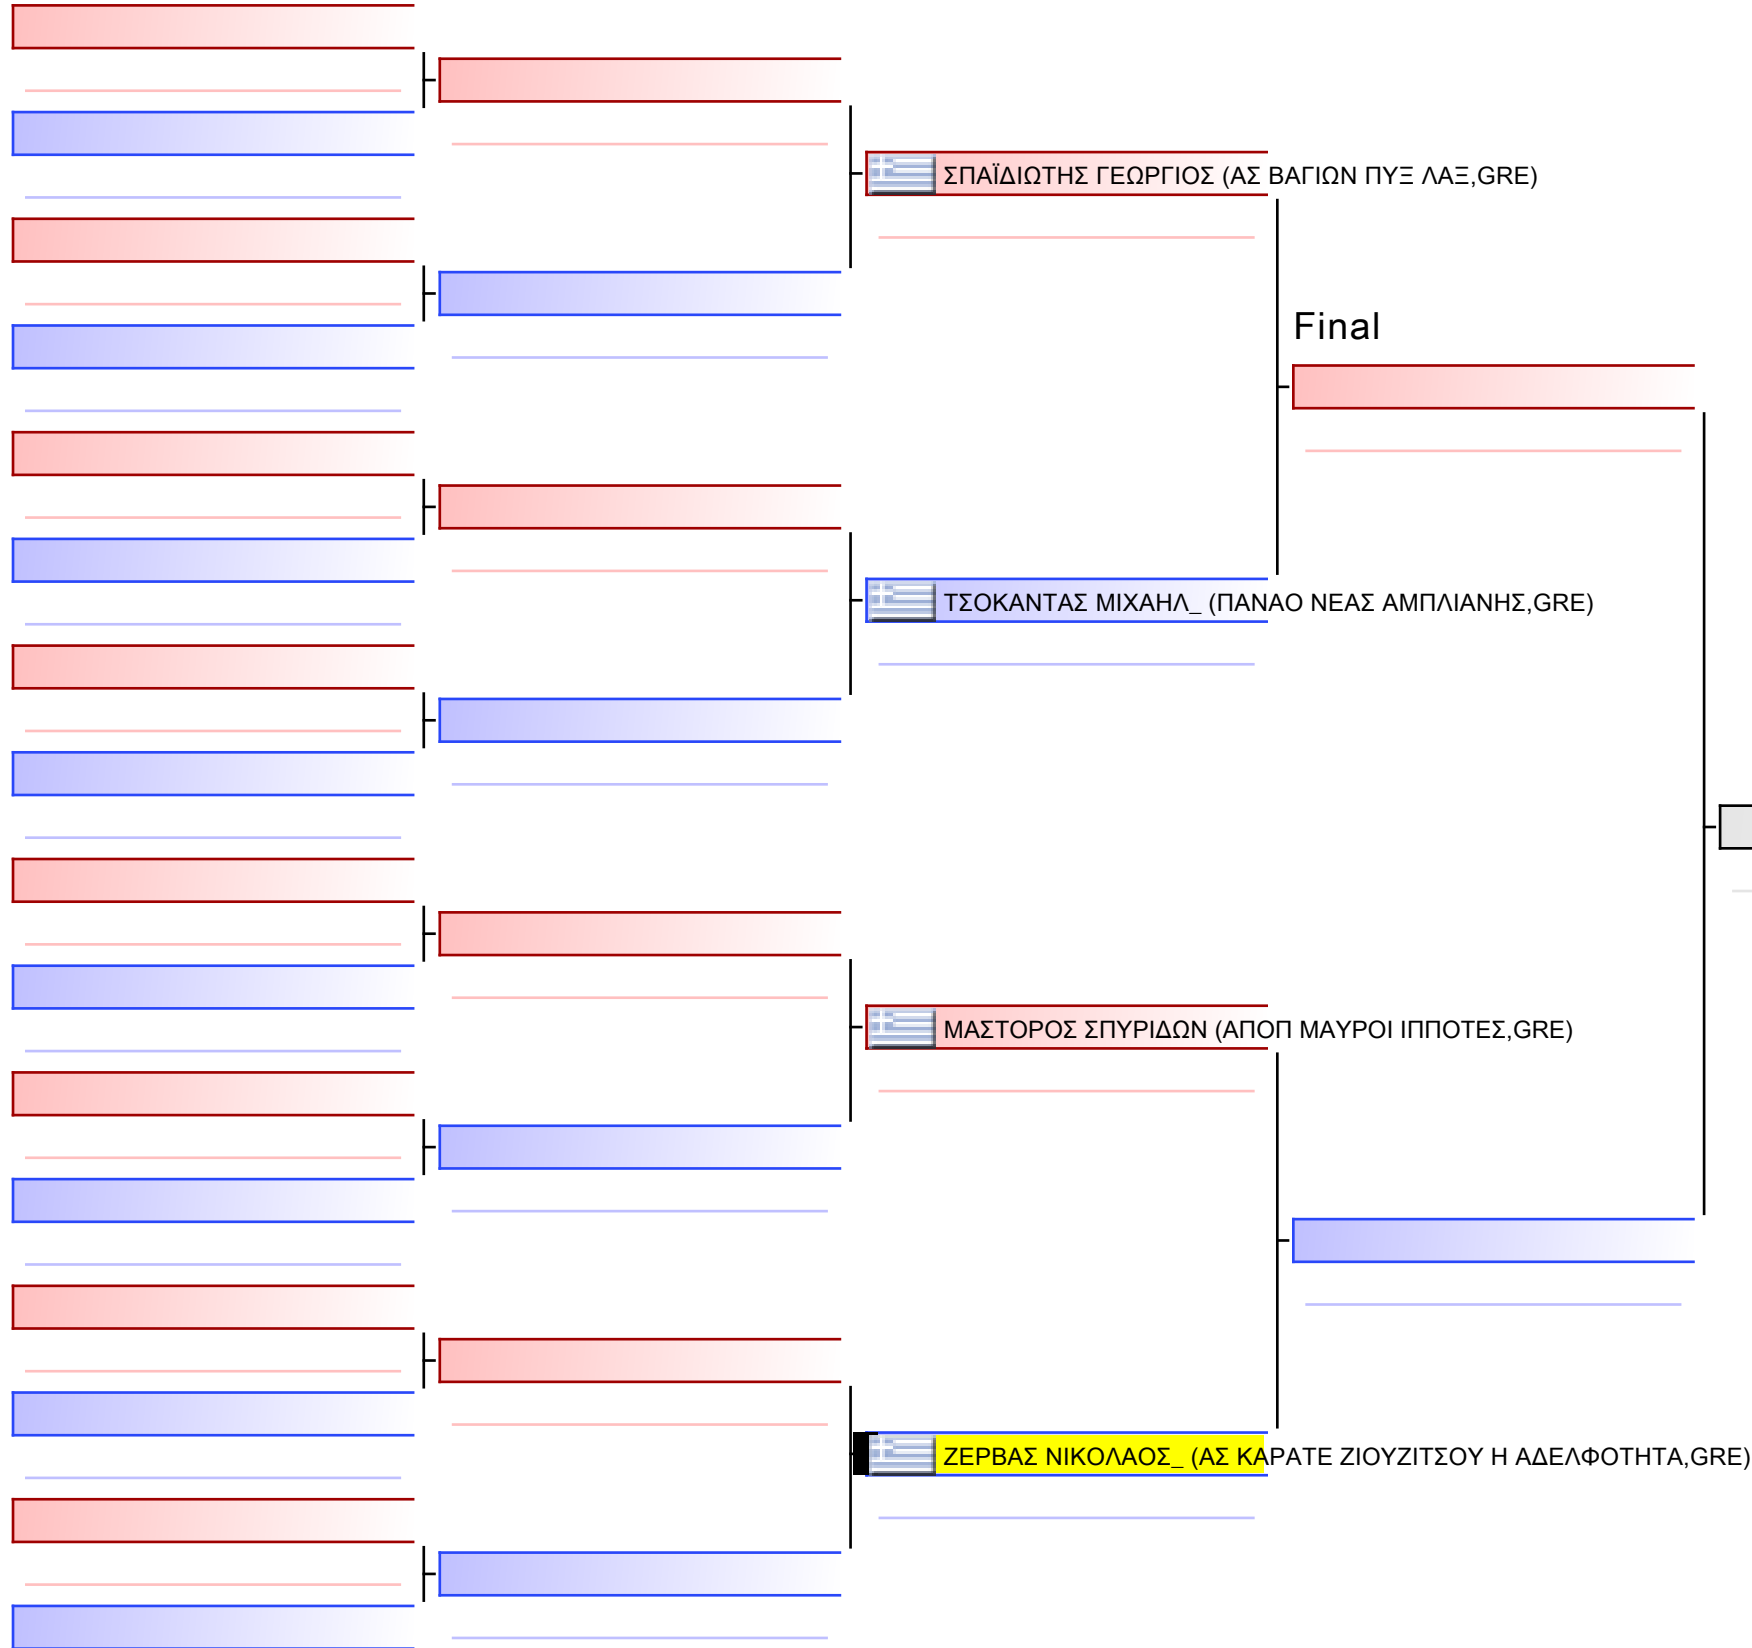 ΣΠΑΪΔΙΩΤΗΣ ΓΕΩΡΓΙΟΣ (ΑΣ ΒΑΓΙΩΝ ΠΥΞ ΛΑΞ,GRE)
Final
ΤΣΟΚΑΝΤΑΣ ΜΙΧΑΗΛ_ (ΠΑΝΑΟ ΝΕΑΣ ΑΜΠΛΙΑΝΗΣ,GRE)
ΜΑΣΤΟΡΟΣ ΣΠΥΡΙΔΩΝ (ΑΠΟΠ ΜΑΥΡΟΙ ΙΠΠΟΤΕΣ,GRE)
ΖΕΡΒΑΣ ΝΙΚΟΛΑΟΣ_ (ΑΣ ΚΑΡΑΤΕ ΖΙΟΥΖΙΤΣΟΥ Η ΑΔΕΛΦΟΤΗΤΑ,GRE)